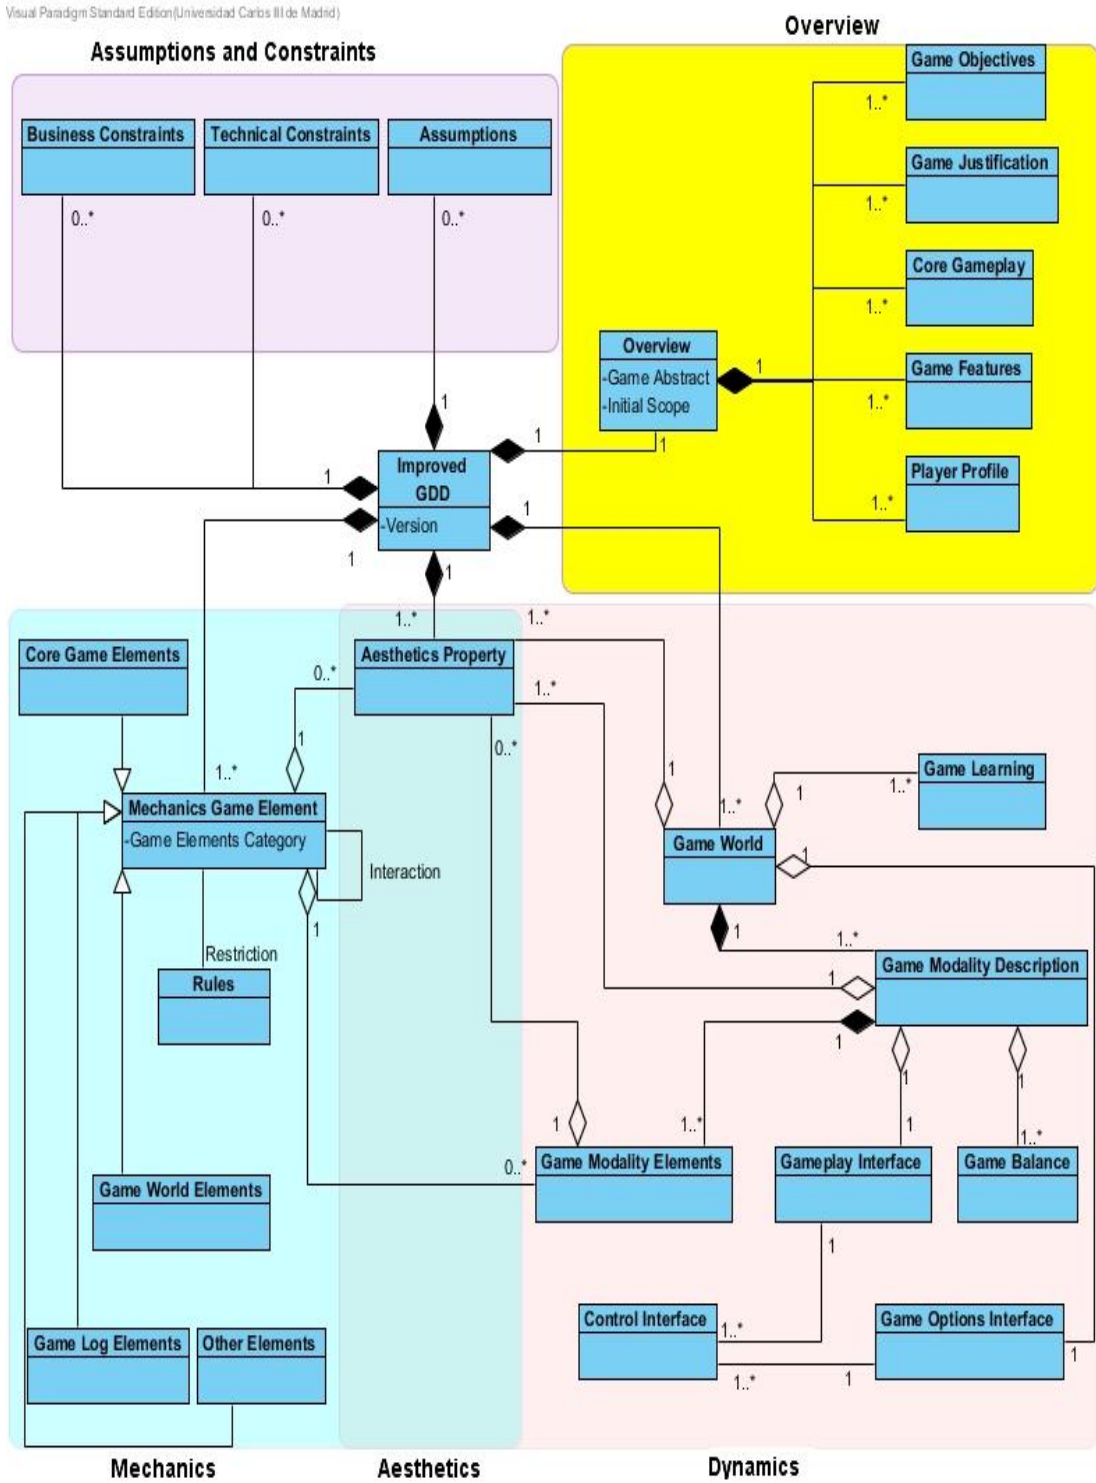 Visual Paradigm Standard Edition(Universidad Carlos III de Madrid)
Overview
Assumptions and Constraints
Business Constraints
0..*
Technical Constraints
0..*
Assumptions
0..*
Game Objectives
1..*
Game Justification
1..*
Core Gameplay
1..*
Game Features
1..*
Player Profile
1..*
Overview
-Game Abstract
-Initial Scope
1
1
1
1
1
Improved
GDD
-Version
1
1
1
1..*
1..*
Core Game Elements
Aesthetics Property
0..*
1..*
0..*
1
1
1..*
Mechanics Game Element
-Game Elements Category
Interaction
1
Restriction
Rules
1..*
Game World
1
1..*
Game Learning
1
1
1..*
Game Modality Description
1
1
1
1
1
1..*
1
1..*
0..*
Game Modality Elements
Gameplay Interface
Game Balance
Game World Elements
1
Control Interface
1..*
1..*
Game Options Interface
1
1
Game Log Elements
Other Elements
Mechanics
Aesthetics
Dynamics